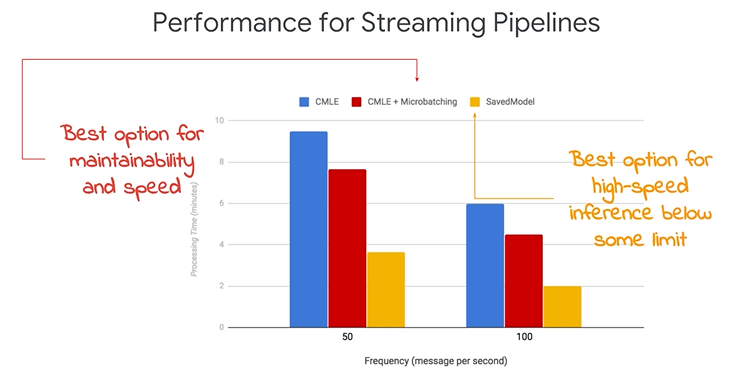 Performance for Streaming Pipelines
CMLE
CMLE + Microbatching
SavedModel
Best option for
maintainability
and speed
Best option for
high-speed
inference below
some limit
Processing Time (minutes)
10
8
6
4
2
0
50
100
Frequency (message per second)